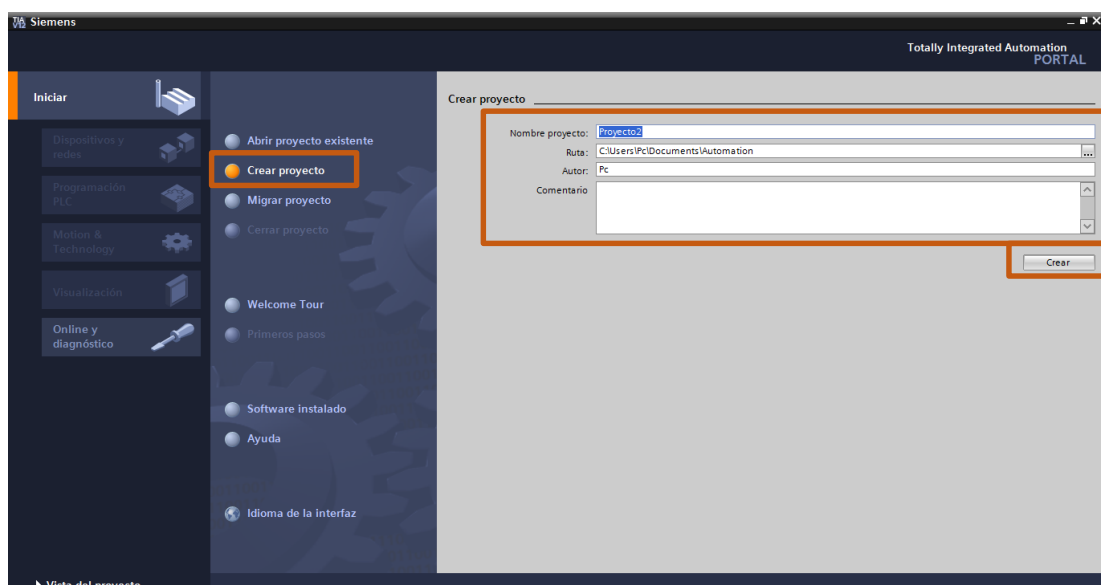 Siemens
Totally Integrated Automation
PORTAL
Iniciar
Dispositivos y
redes
Programación
PLC
Motion &
Technology
Visualización
Online y
diagnóstico
Abrir proyecto existente
Crear proyecto
Migrar proyecto
Cerrar proyecto
Welcome Tour
Primeros pasos
Software instalado
Ayuda
Idioma de la interfaz
Crear proyecto
Nombre proyecto: Proyecto2
Ruta: C:\Users\Pc\Documents\Automation
...
Autor: Pc
Comentario
Crear
Vista del proyecto